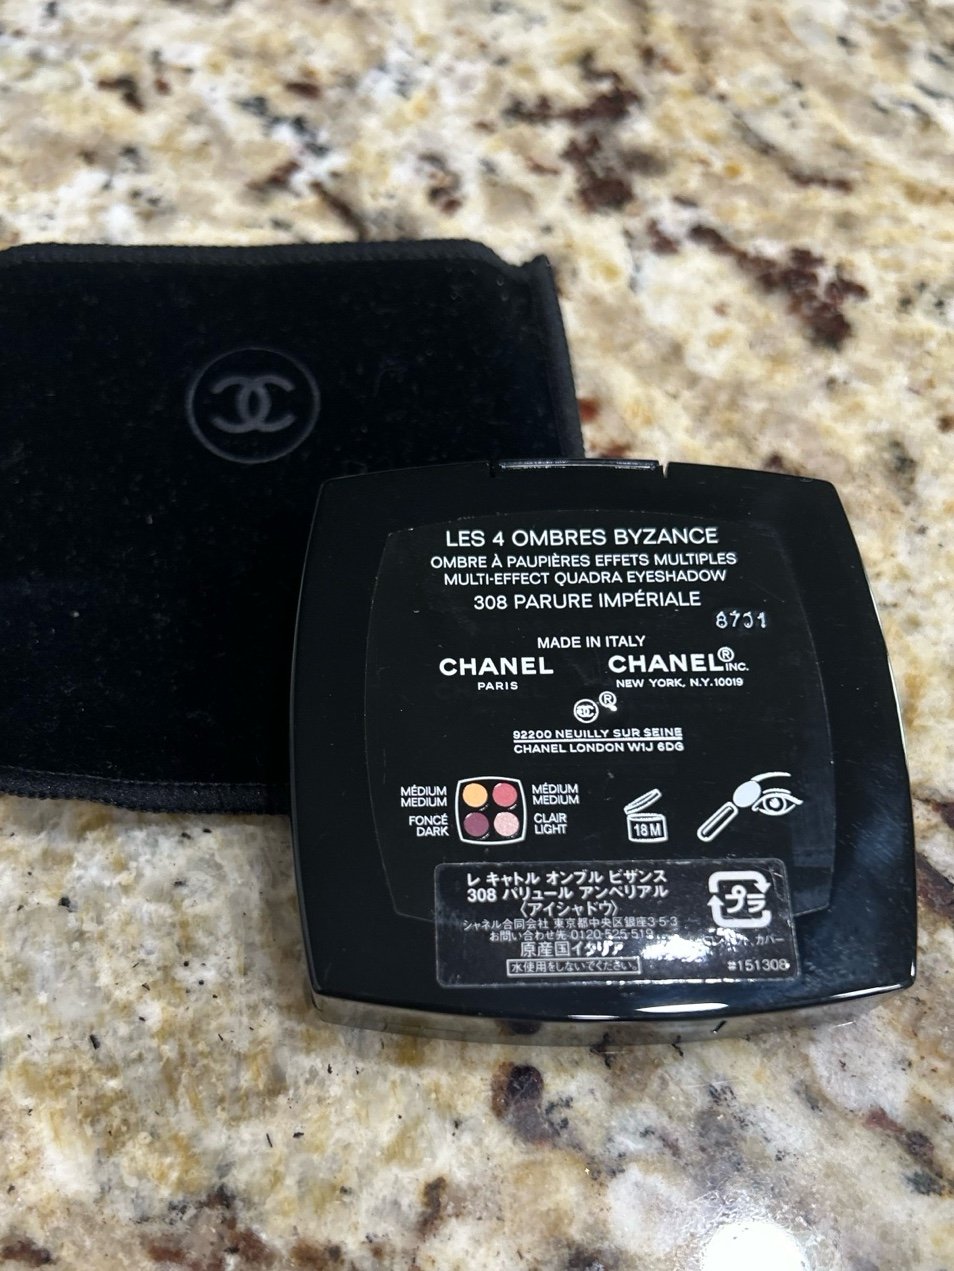 LES 4 OMBRES BYZANCE
OMBRE À PAUPIÈRES EFFETS MULTIPLES
MULTI-EFFECT QUADRA EYESHADOW
308 PARURE IMPÉRIALE
8701
MADE IN ITALY
CHANEL
PARIS
CHANEL® INC.
NEW YORK, N.Y. 10019
®
92200 NEUILLY SUR SEINE
CHANEL LONDON W1J 6DG
MÉDIUM
MEDIUM
MÉDIUM
MEDIUM
FONCÉ
DARK
CLAIR
LIGHT
18M
レ キャトル オンブル ビザンス
308 パリュール アンペリアル
〈アイシャドウ〉
シャネル合同会社 東京都中央区銀座3-5-3
お問い合わせ先
原産国イタリア
水使用をしないでください。
プラ
カバー
#151308